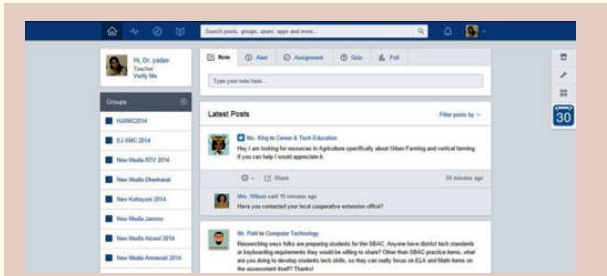 Search posts, groups, users, apps and more...
Hi, Dr. yadav
Teacher
Verify Me
Note
Alert
Assignment
Quiz
Poll
Type your note here...
Groups
HJXMC2014
EJ XMC 2014
New Media RTV 2014
New Media Dhenkanal
New Kottayam 2014
New Media Jammu
New Media Aizawl 2014
New Media Amravati 2014
Latest Posts
Filter posts by
Ms. King to Career & Tech Education
Hey I am looking for resources in Agriculture specifically about Urban Farming and vertical farming
if you can help I would appreciate it.
Share
59 minutes ago
Mrs. Wilson said 19 minutes ago
Have you contacted your local cooperative extension office?
Mr. Pahl to Computer Technology
Researching ways folks are preparing students for the SBAC. Anyone have district tech standards
or keyboarding requirements they would be willing to share? Other than SBAC practice items, what
are you doing to develop students tech skills, so they can really focus on ELA and Math items on
the assessment itself? Thanks!
30